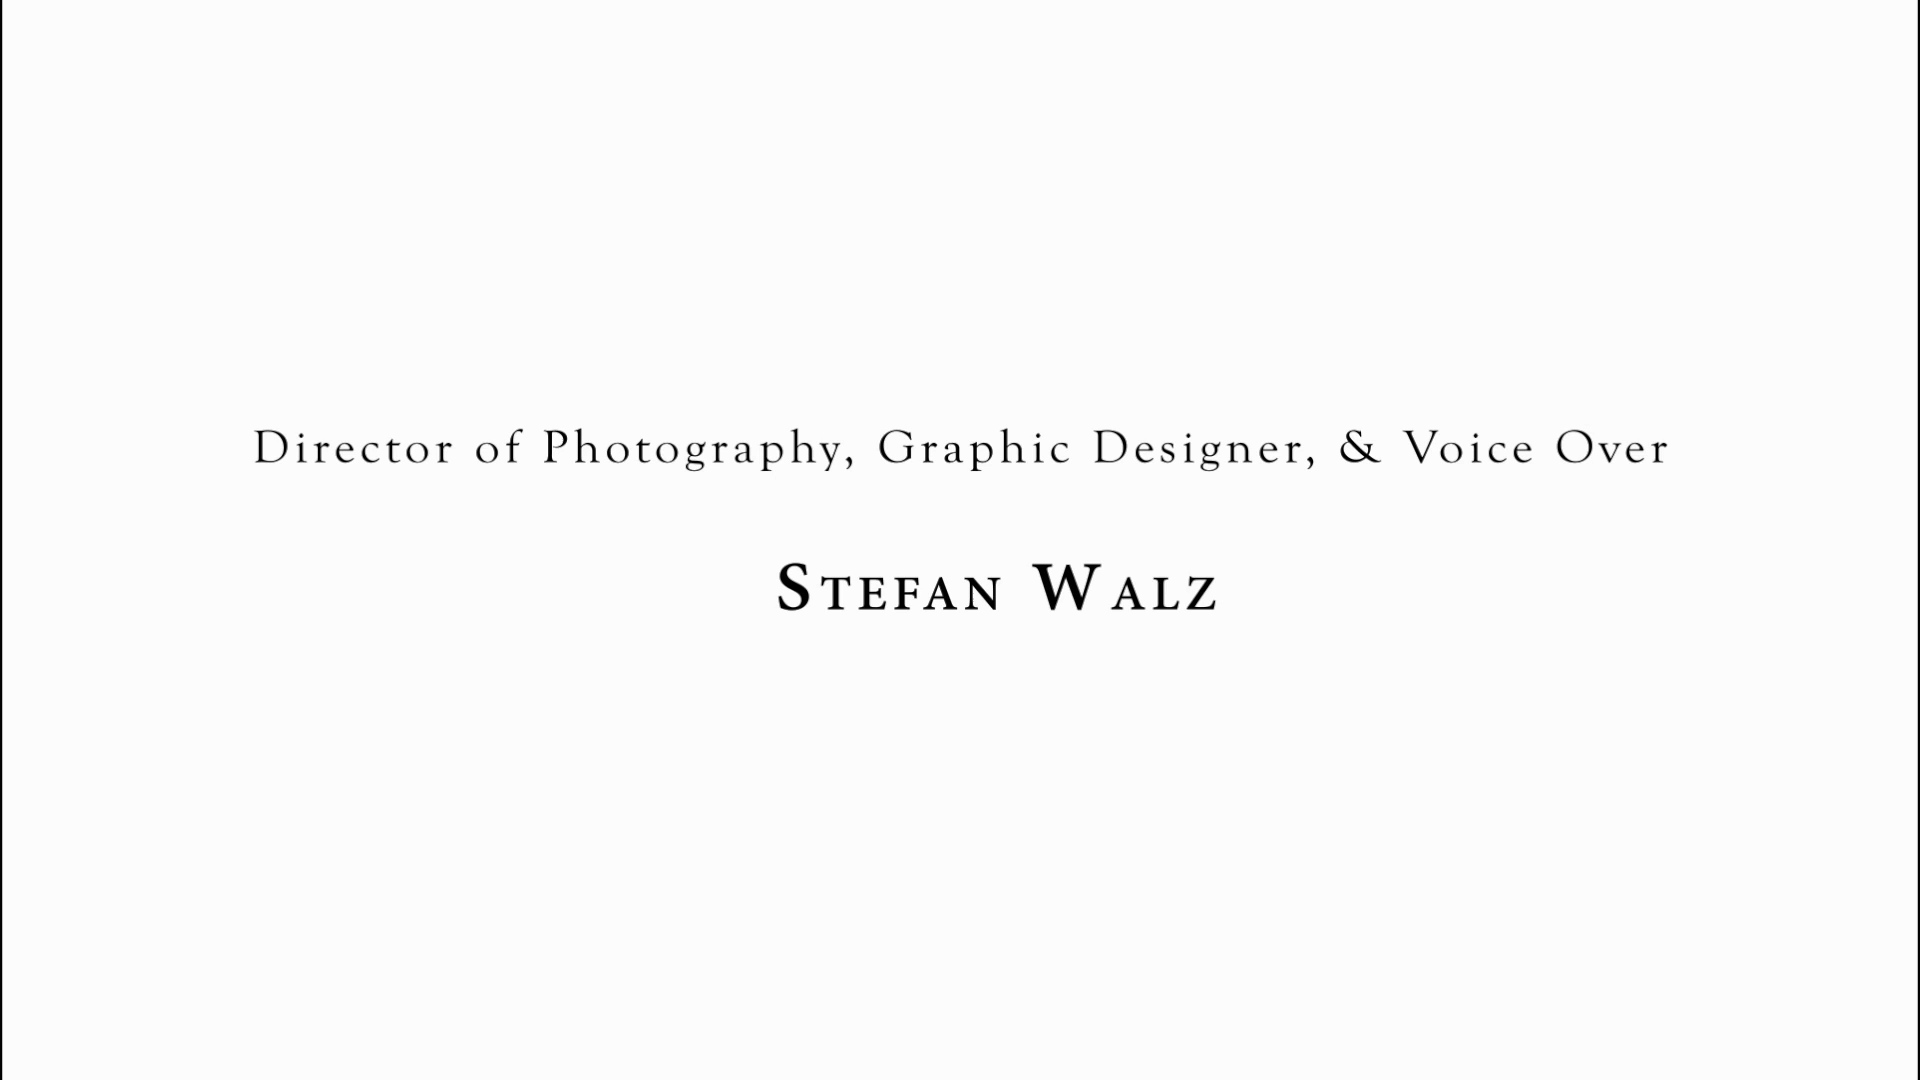 Director of Photography, Graphic Designer, & Voice Over
Stefan Walz